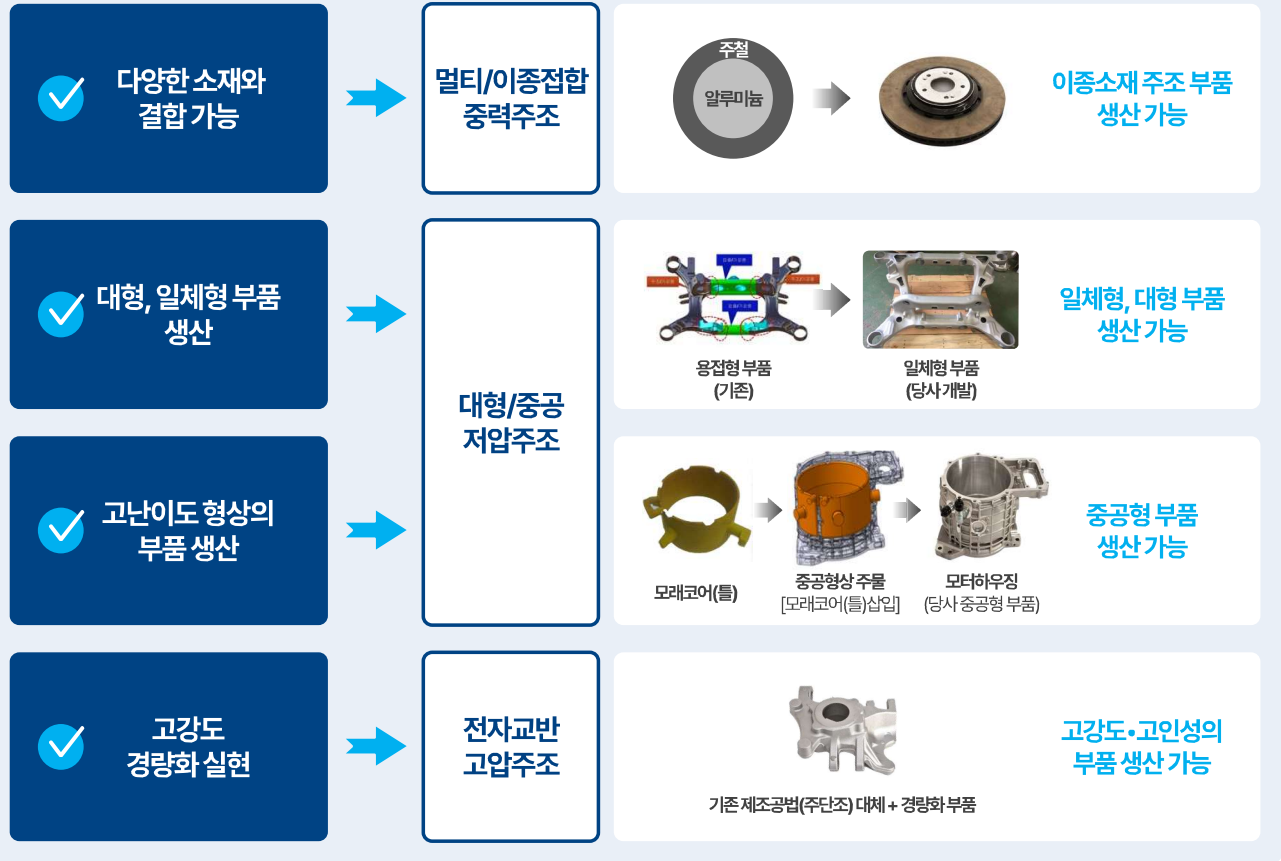 다양한 소재와
결합 가능
멀티/이종접합
중력주조
주철
알루미늄
이종소재 주조 부품
생산 가능
대형, 일체형 부품
생산
대형/중공
저압주조
용접형 부품
(기존)
일체형 부품
(당사 개발)
일체형, 대형 부품
생산 가능
고난이도 형상의
부품 생산
모래코어(틀)
중공형상 주물
[모래코어(틀)삽입]
모터하우징
(당사 중공형 부품)
중공형 부품
생산 가능
고강도
경량화 실현
전자교반
고압주조
기존 제조공법(주단조) 대체 + 경량화 부품
고강도•고인성의
부품 생산 가능